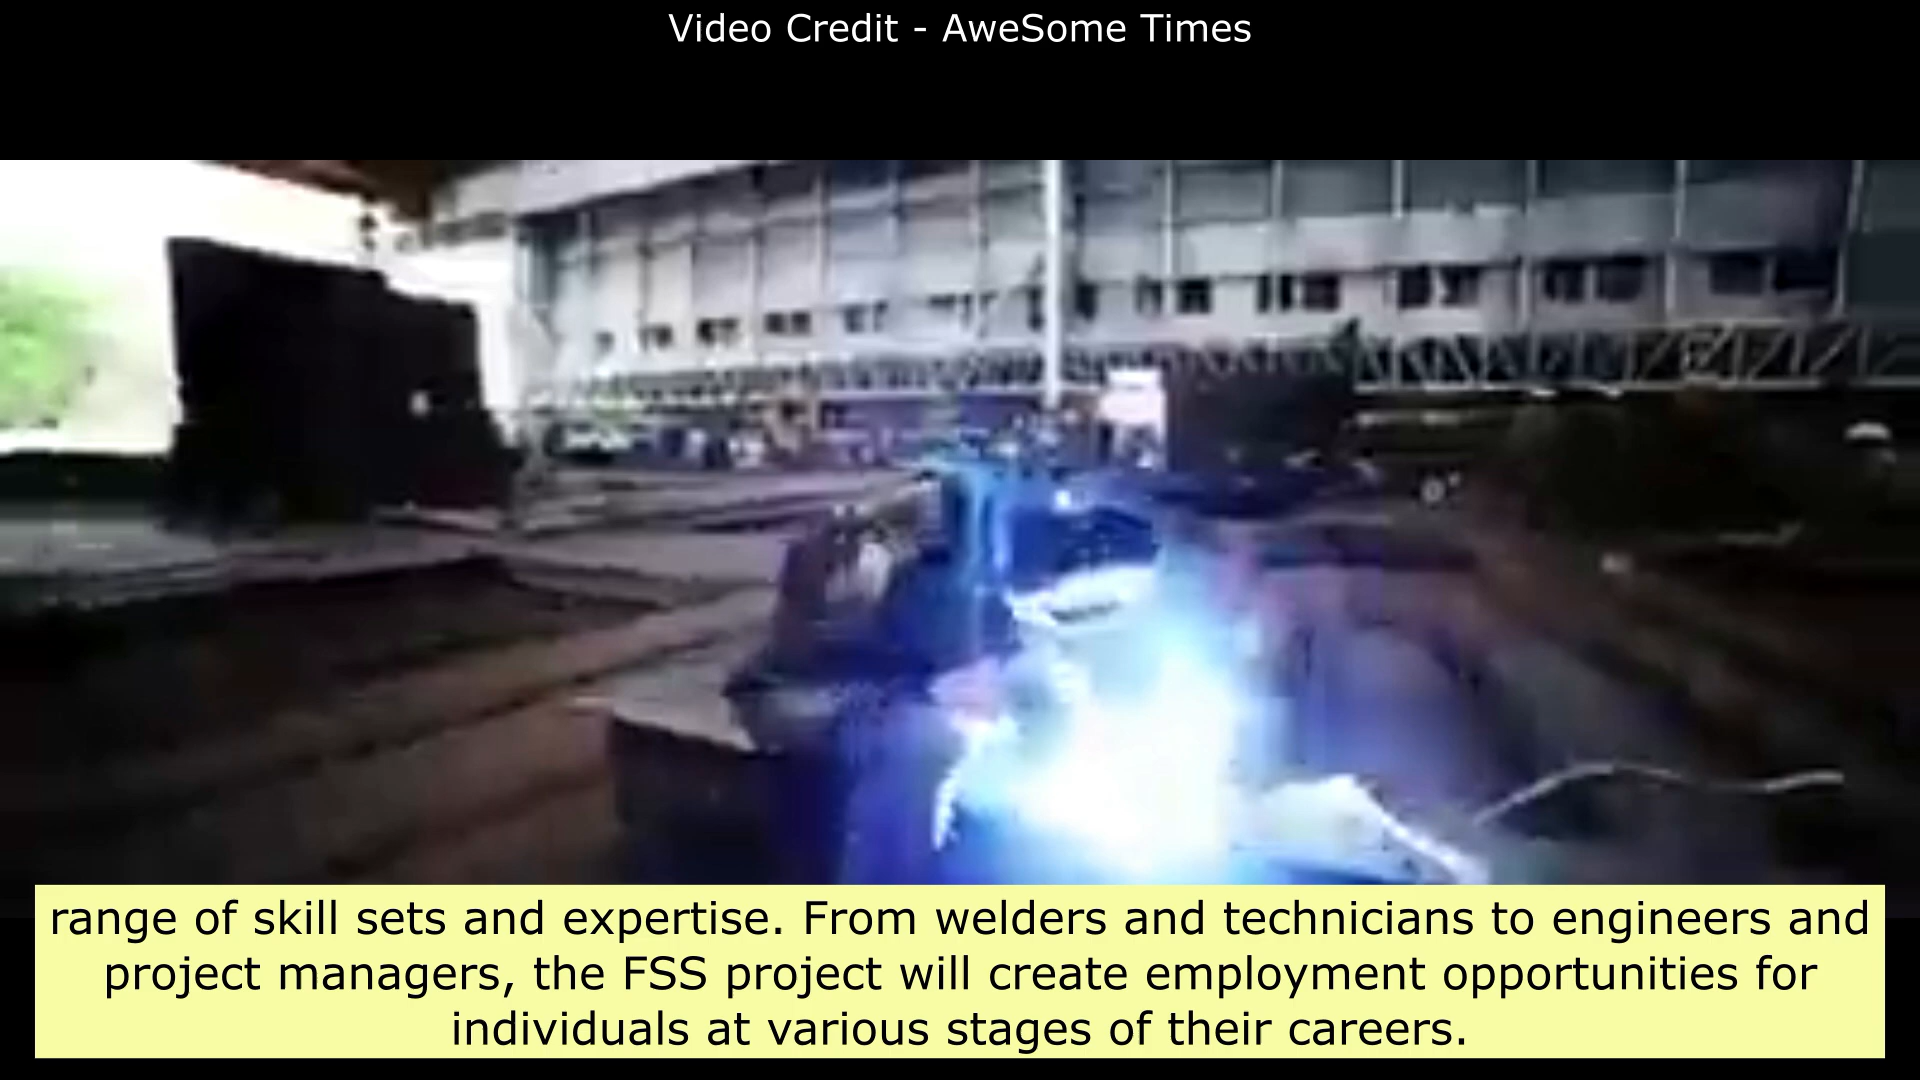 Video Credit - AweSome Times
range of skill sets and expertise. From welders and technicians to engineers and
project managers, the FSS project will create employment opportunities for
individuals at various stages of their careers.